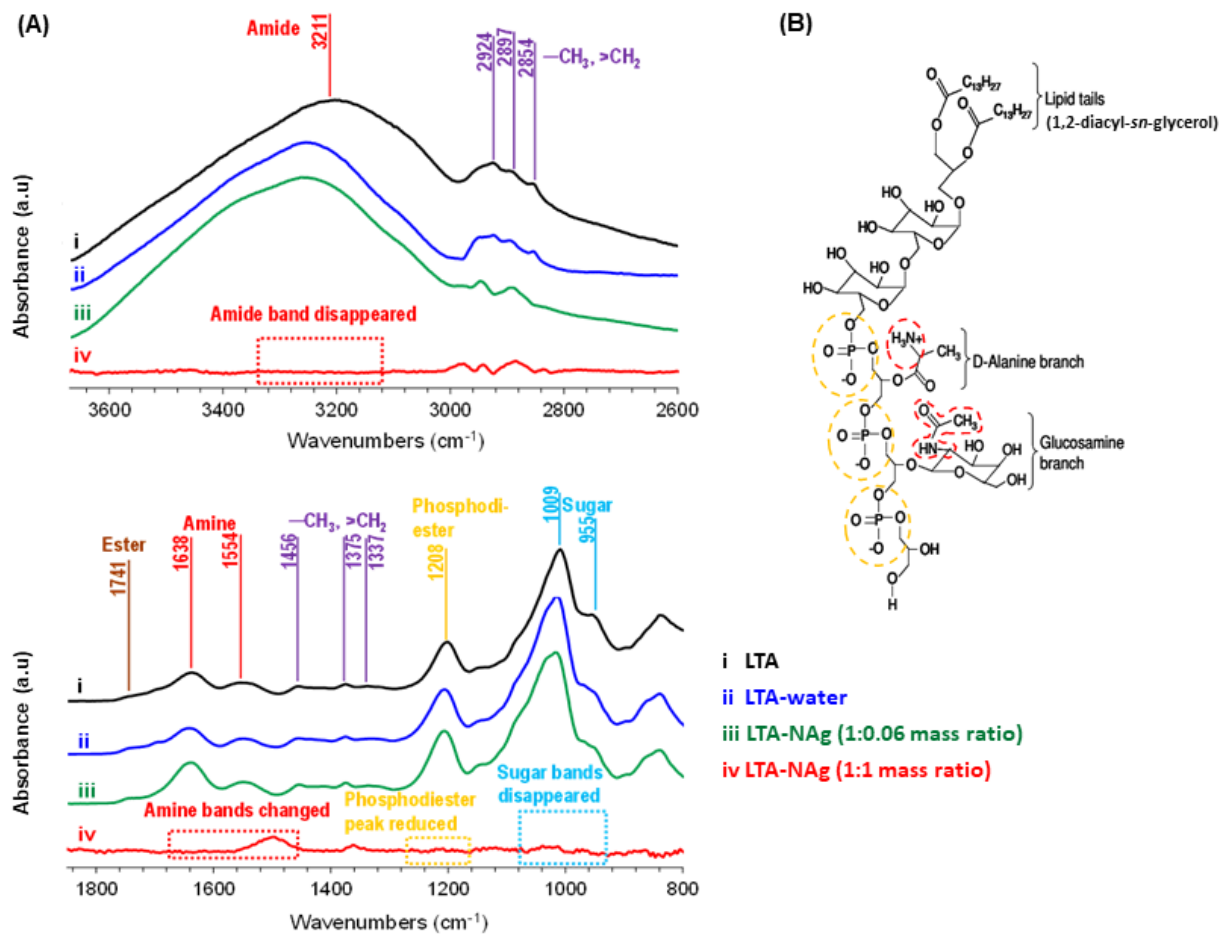 (A)
Amide
3211
2924
2897
2854
—CH₃, >CH₂
Absorbance (a.u)
i
ii
iii
iv
Amide band disappeared
3600
3400
3200
3000
2800
2600
Wavenumbers (cm⁻¹)
Ester
1741
Amine
1638
1554
—CH₃, >CH₂
1456
1375
1337
Phosphodi-
ester
1208
1009
Sugar
955
Absorbance (a.u)
i
ii
iii
iv
Amine bands changed
Phosphodiester
peak reduced
Sugar bands
disappeared
1800
1600
1400
1200
1000
800
Wavenumbers (cm⁻¹)
(B)
O
C₁₃H₂₇
O
C₁₃H₂₇
O
O
Lipid tails
(1,2-diacyl-sn-glycerol)
HO
HO
HO
HO
O
O
O
HO
HO
HO
HO
O
O
O
O=P
O
O-
H₃N+
CH₃
O
O
D-Alanine branch
O
O=P
O
O-
O
CH₃
HN
HO
OH
O
O
OH
Glucosamine
branch
O
O=P
O
O-
OH
O
H
i LTA
ii LTA-water
iii LTA-NAg (1:0.06 mass ratio)
iv LTA-NAg (1:1 mass ratio)